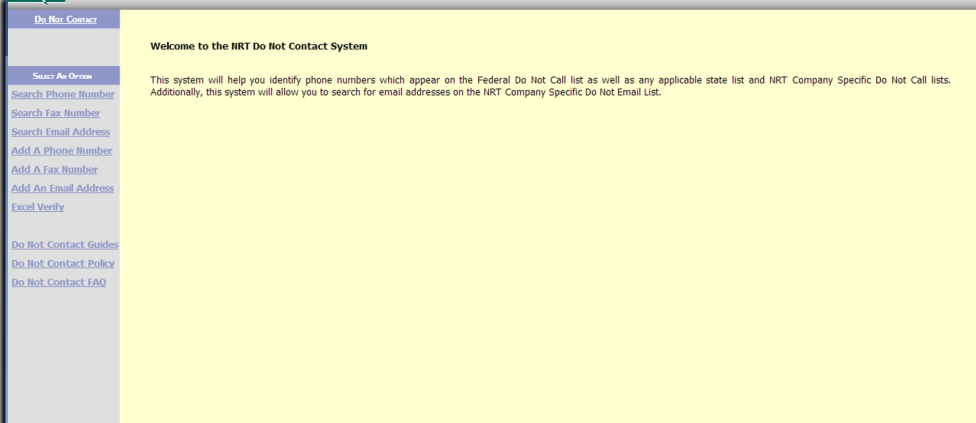 Do Not Contact
Select An Option
Search Phone Number
Search Fax Number
Search Email Address
Add A Phone Number
Add A Fax Number
Add An Email Address
Excel Verify
Do Not Contact Guides
Do Not Contact Policy
Do Not Contact FAQ
Welcome to the NRT Do Not Contact System
This system will help you identify phone numbers which appear on the Federal Do Not Call list as well as any applicable state list and NRT Company Specific Do Not Call lists.
Additionally, this system will allow you to search for email addresses on the NRT Company Specific Do Not Email List.